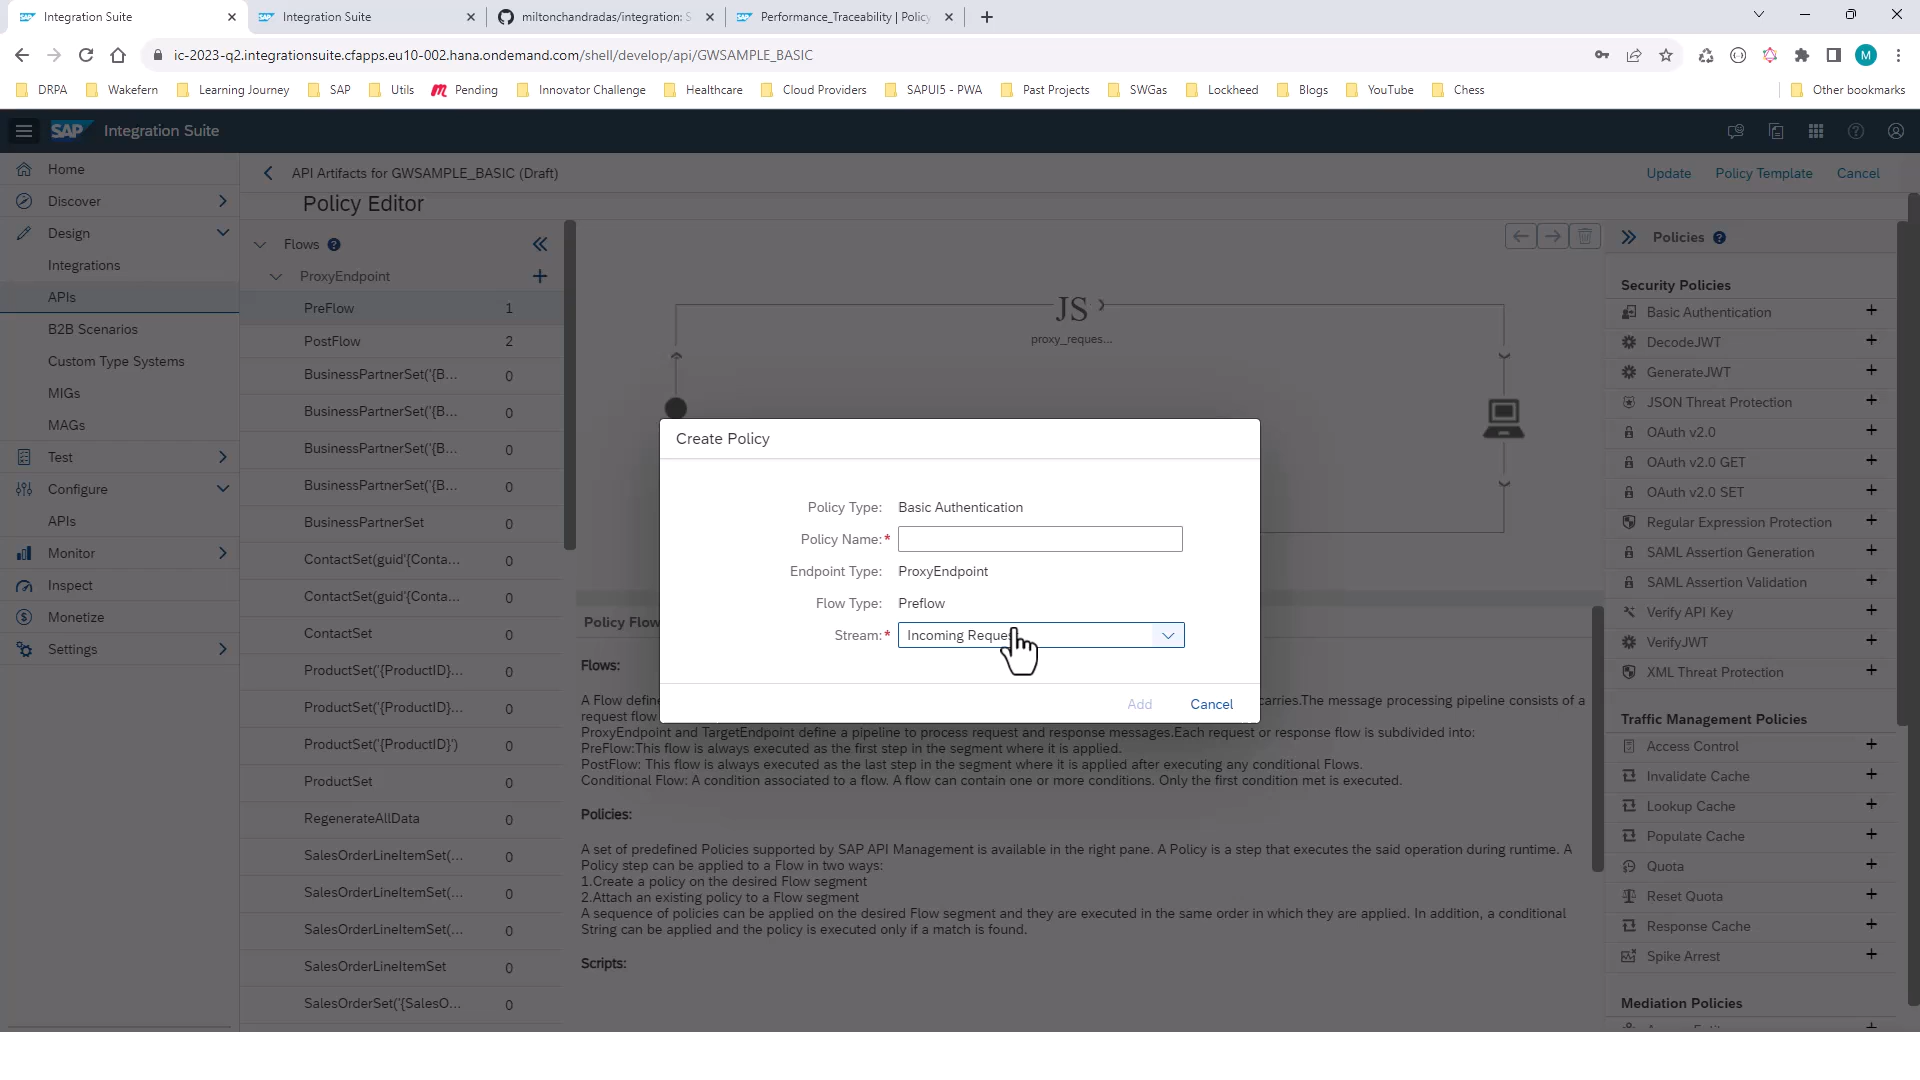 Integration Suite
Integration Suite
miltonchandradas/integration: S
Performance_Traceability | Policy
ic-2023-q2.integrationsuite.cfapps.eu10-002.hana.ondemand.com/shell/develop/api/GWSAMPLE_BASIC
M
DRPA
Wakefern
Learning Journey
SAP
Utils
Pending
Innovator Challenge
Healthcare
Cloud Providers
SAPUI5 - PWA
Past Projects
SWGas
Lockheed
Blogs
YouTube
Chess
Other bookmarks
SAP Integration Suite
Home
Discover
Design
Integrations
APIs
B2B Scenarios
Custom Type Systems
MIGs
MAGs
Test
Configure
APIs
Monitor
Inspect
Monetize
Settings
API Artifacts for GWSAMPLE_BASIC (Draft)
Update
Policy Template
Cancel
Policy Editor
Flows
ProxyEndpoint
PreFlow 1
PostFlow 2
BusinessPartnerSet('{B... 0
BusinessPartnerSet('{B... 0
BusinessPartnerSet('{B... 0
BusinessPartnerSet('{B... 0
BusinessPartnerSet 0
ContactSet(guid'{Conta... 0
ContactSet(guid'{Conta... 0
ContactSet 0
ProductSet('{ProductID}... 0
ProductSet('{ProductID}... 0
ProductSet('{ProductID}') 0
ProductSet 0
RegenerateAllData 0
SalesOrderLineItemSet(... 0
SalesOrderLineItemSet(... 0
SalesOrderLineItemSet(... 0
SalesOrderLineItemSet 0
SalesOrderSet('{SalesO... 0
JS
proxy_reques...
Create Policy
Policy Type: Basic Authentication
Policy Name:*
Endpoint Type: ProxyEndpoint
Flow Type: Preflow
Stream:* Incoming Reques
Add
Cancel
Policy Flow
Flows:
A Flow define carries.The message processing pipeline consists of a
request flow
ProxyEndpoint and TargetEndpoint define a pipeline to process request and response messages.Each request or response flow is subdivided into:
PreFlow:This flow is always executed as the first step in the segment where it is applied.
PostFlow: This flow is always executed as the last step in the segment where it is applied after executing any conditional Flows.
Conditional Flow: A condition associated to a flow. A flow can contain one or more conditions. Only the first condition met is executed.
Policies:
A set of predefined Policies supported by SAP API Management is available in the right pane. A Policy is a step that executes the said operation during runtime. A
Policy step can be applied to a Flow in two ways:
1.Create a policy on the desired Flow segment
2.Attach an existing policy to a Flow segment
A sequence of policies can be applied on the desired Flow segment and they are executed in the same order in which they are applied. In addition, a conditional
String can be applied and the policy is executed only if a match is found.
Scripts:
Policies
Security Policies
Basic Authentication
DecodeJWT
GenerateJWT
JSON Threat Protection
OAuth v2.0
OAuth v2.0 GET
OAuth v2.0 SET
Regular Expression Protection
SAML Assertion Generation
SAML Assertion Validation
Verify API Key
VerifyJWT
XML Threat Protection
Traffic Management Policies
Access Control
Invalidate Cache
Lookup Cache
Populate Cache
Quota
Reset Quota
Response Cache
Spike Arrest
Mediation Policies